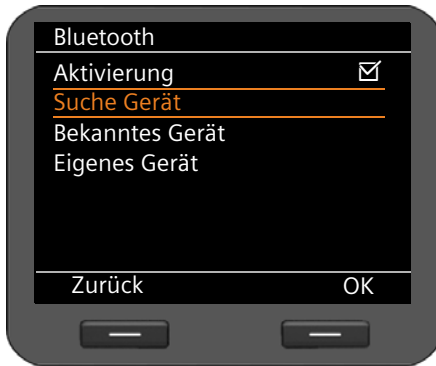 Bluetooth
Aktivierung
Suche Gerät
Bekanntes Gerät
Eigenes Gerät
Zurück OK